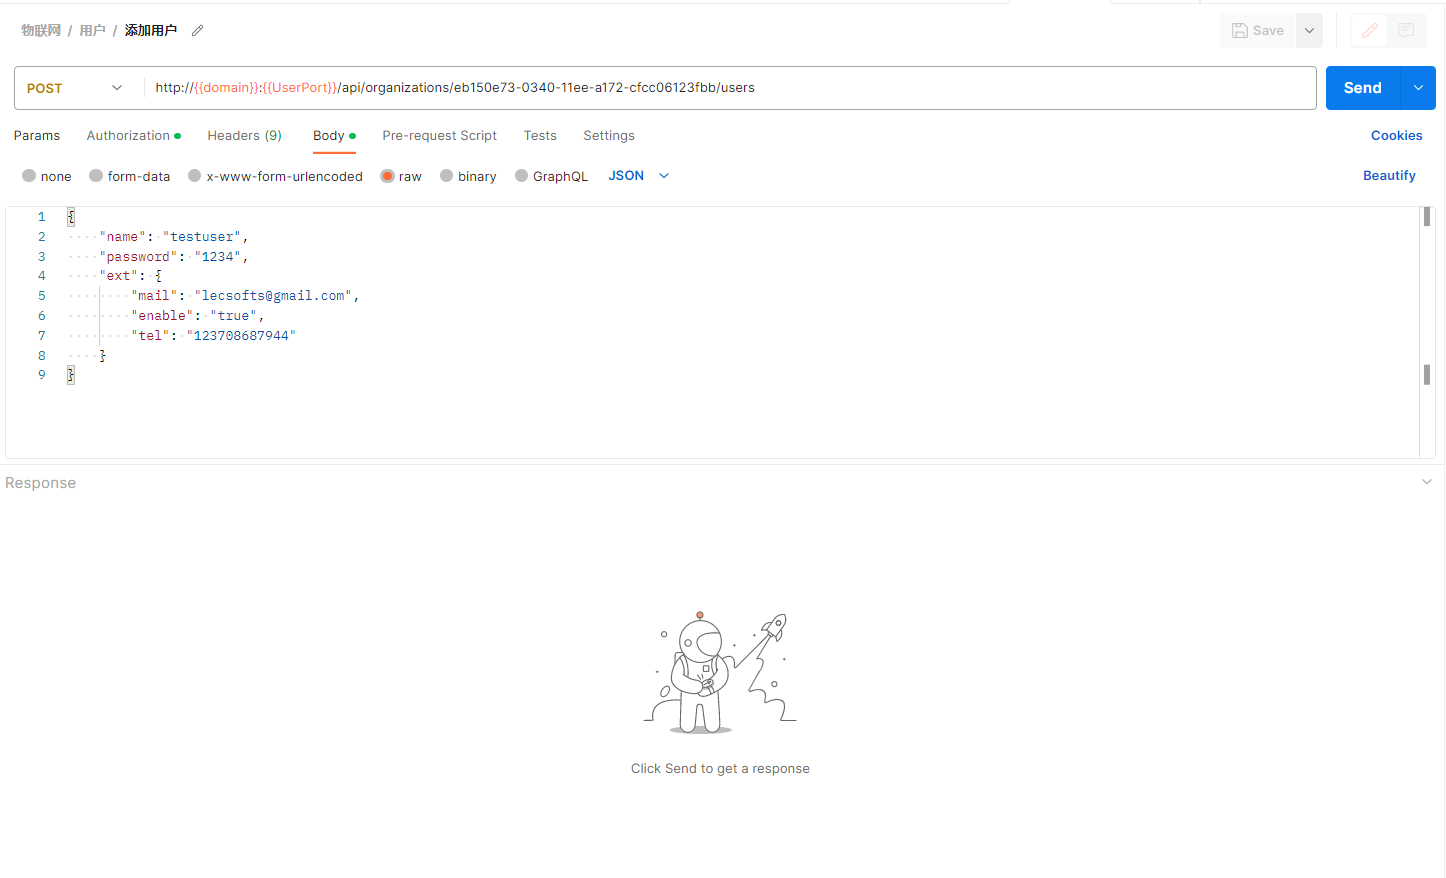 物联网 / 用户 / 添加用户
Save
POST http://{{domain}}:{{UserPort}}/api/organizations/eb150e73-0340-11ee-a172-cfcc06123fbb/users Send
Params Authorization Headers (9) Body Pre-request Script Tests Settings Cookies
none form-data x-www-form-urlencoded raw binary GraphQL JSON Beautify
1 {
2 "name": "testuser",
3 "password": "1234",
4 "ext": {
5 "mail": "lecsofts@gmail.com",
6 "enable": "true",
7 "tel": "123708687944"
8 }
9 }
Response
Click Send to get a response